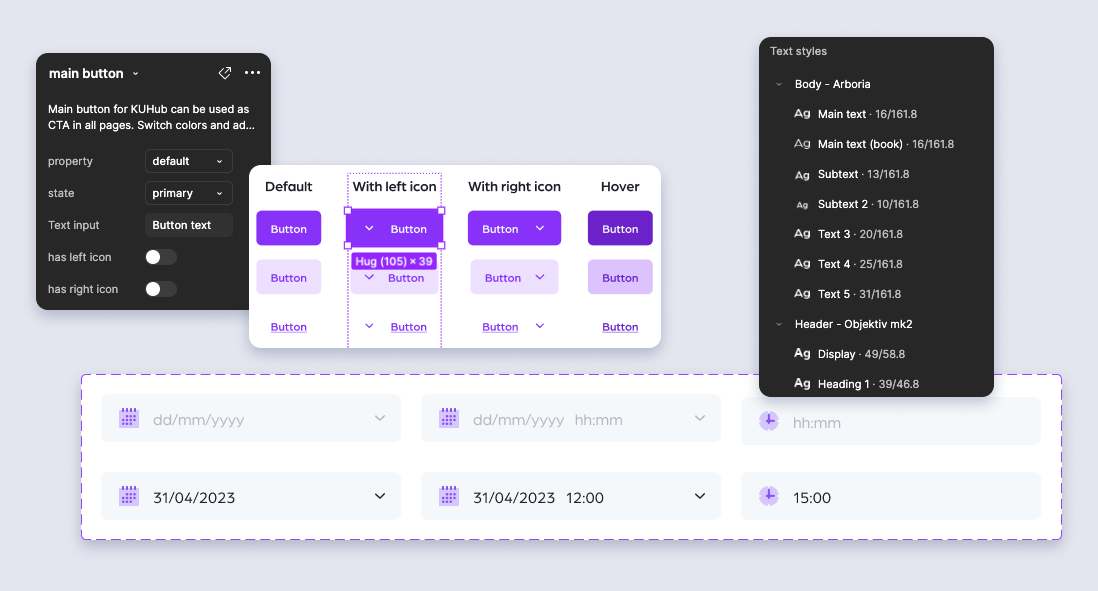 main button
Main button for KUHub can be used as
CTA in all pages. Switch colors and ad...
property default
state primary
Text input Button text
has left icon
has right icon
Default With left icon With right icon Hover
Button Button Button Button
Hug (105) × 39
Button Button Button Button
Button Button Button Button
Text styles
Body - Arboria
Ag Main text · 16/161.8
Ag Main text (book) · 16/161.8
Ag Subtext · 13/161.8
Ag Subtext 2 · 10/161.8
Ag Text 3 · 20/161.8
Ag Text 4 · 25/161.8
Ag Text 5 · 31/161.8
Header - Objektiv mk2
Ag Display · 49/58.8
Ag Heading 1 · 39/46.8
dd/mm/yyyy dd/mm/yyyy hh:mm hh:mm
31/04/2023 31/04/2023 12:00 15:00